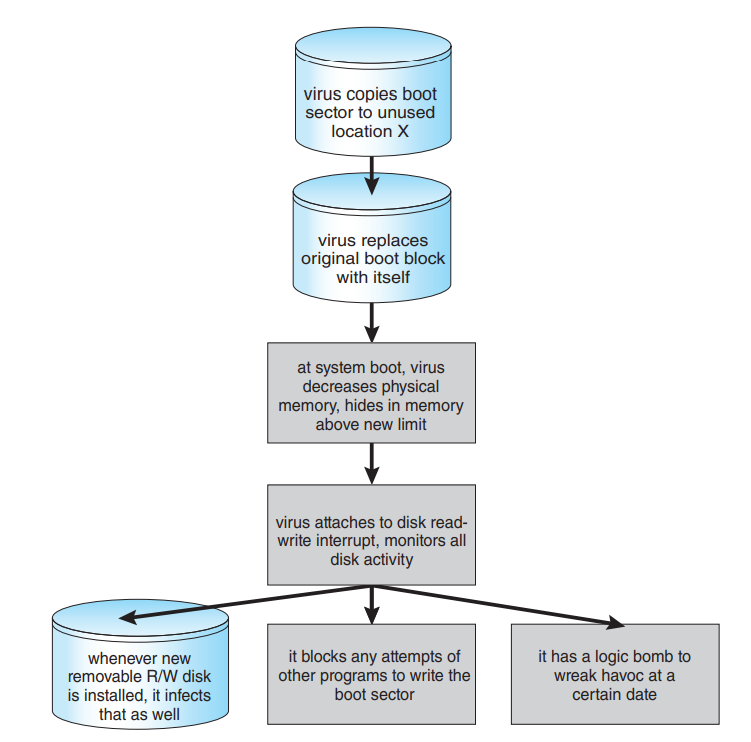 virus copies boot
sector to unused
location X
virus replaces
original boot block
with itself
at system boot, virus
decreases physical
memory, hides in memory
above new limit
virus attaches to disk read-
write interrupt, monitors all
disk activity
whenever new
removable R/W disk
is installed, it infects
that as well
it blocks any attempts of
other programs to write the
boot sector
it has a logic bomb to
wreak havoc at a
certain date